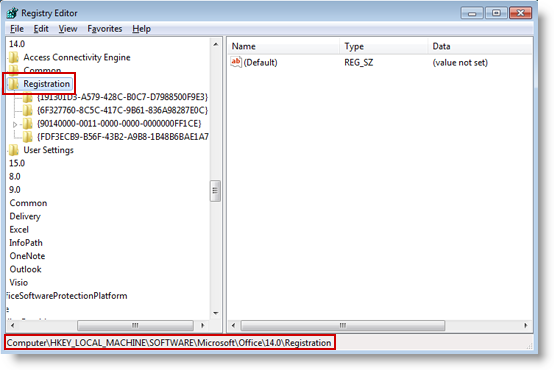 Registry Editor
File Edit View Favorites Help
14.0
Access Connectivity Engine
Common
Registration
{191301D3-A579-428C-B0C7-D7988500F9E3}
{6F327760-8C5C-417C-9B61-836A98287E0C}
{90140000-0011-0000-0000-0000000FF1CE}
{FDF3ECB9-B56F-43B2-A9B8-1B48B6BAE1A7
User Settings
15.0
8.0
9.0
Common
Delivery
Excel
InfoPath
OneNote
Outlook
Visio
fficeSoftwareProtectionPlatform
Name Type Data
ab (Default) REG_SZ (value not set)
Computer\HKEY_LOCAL_MACHINE\SOFTWARE\Microsoft\Office\14.0\Registration